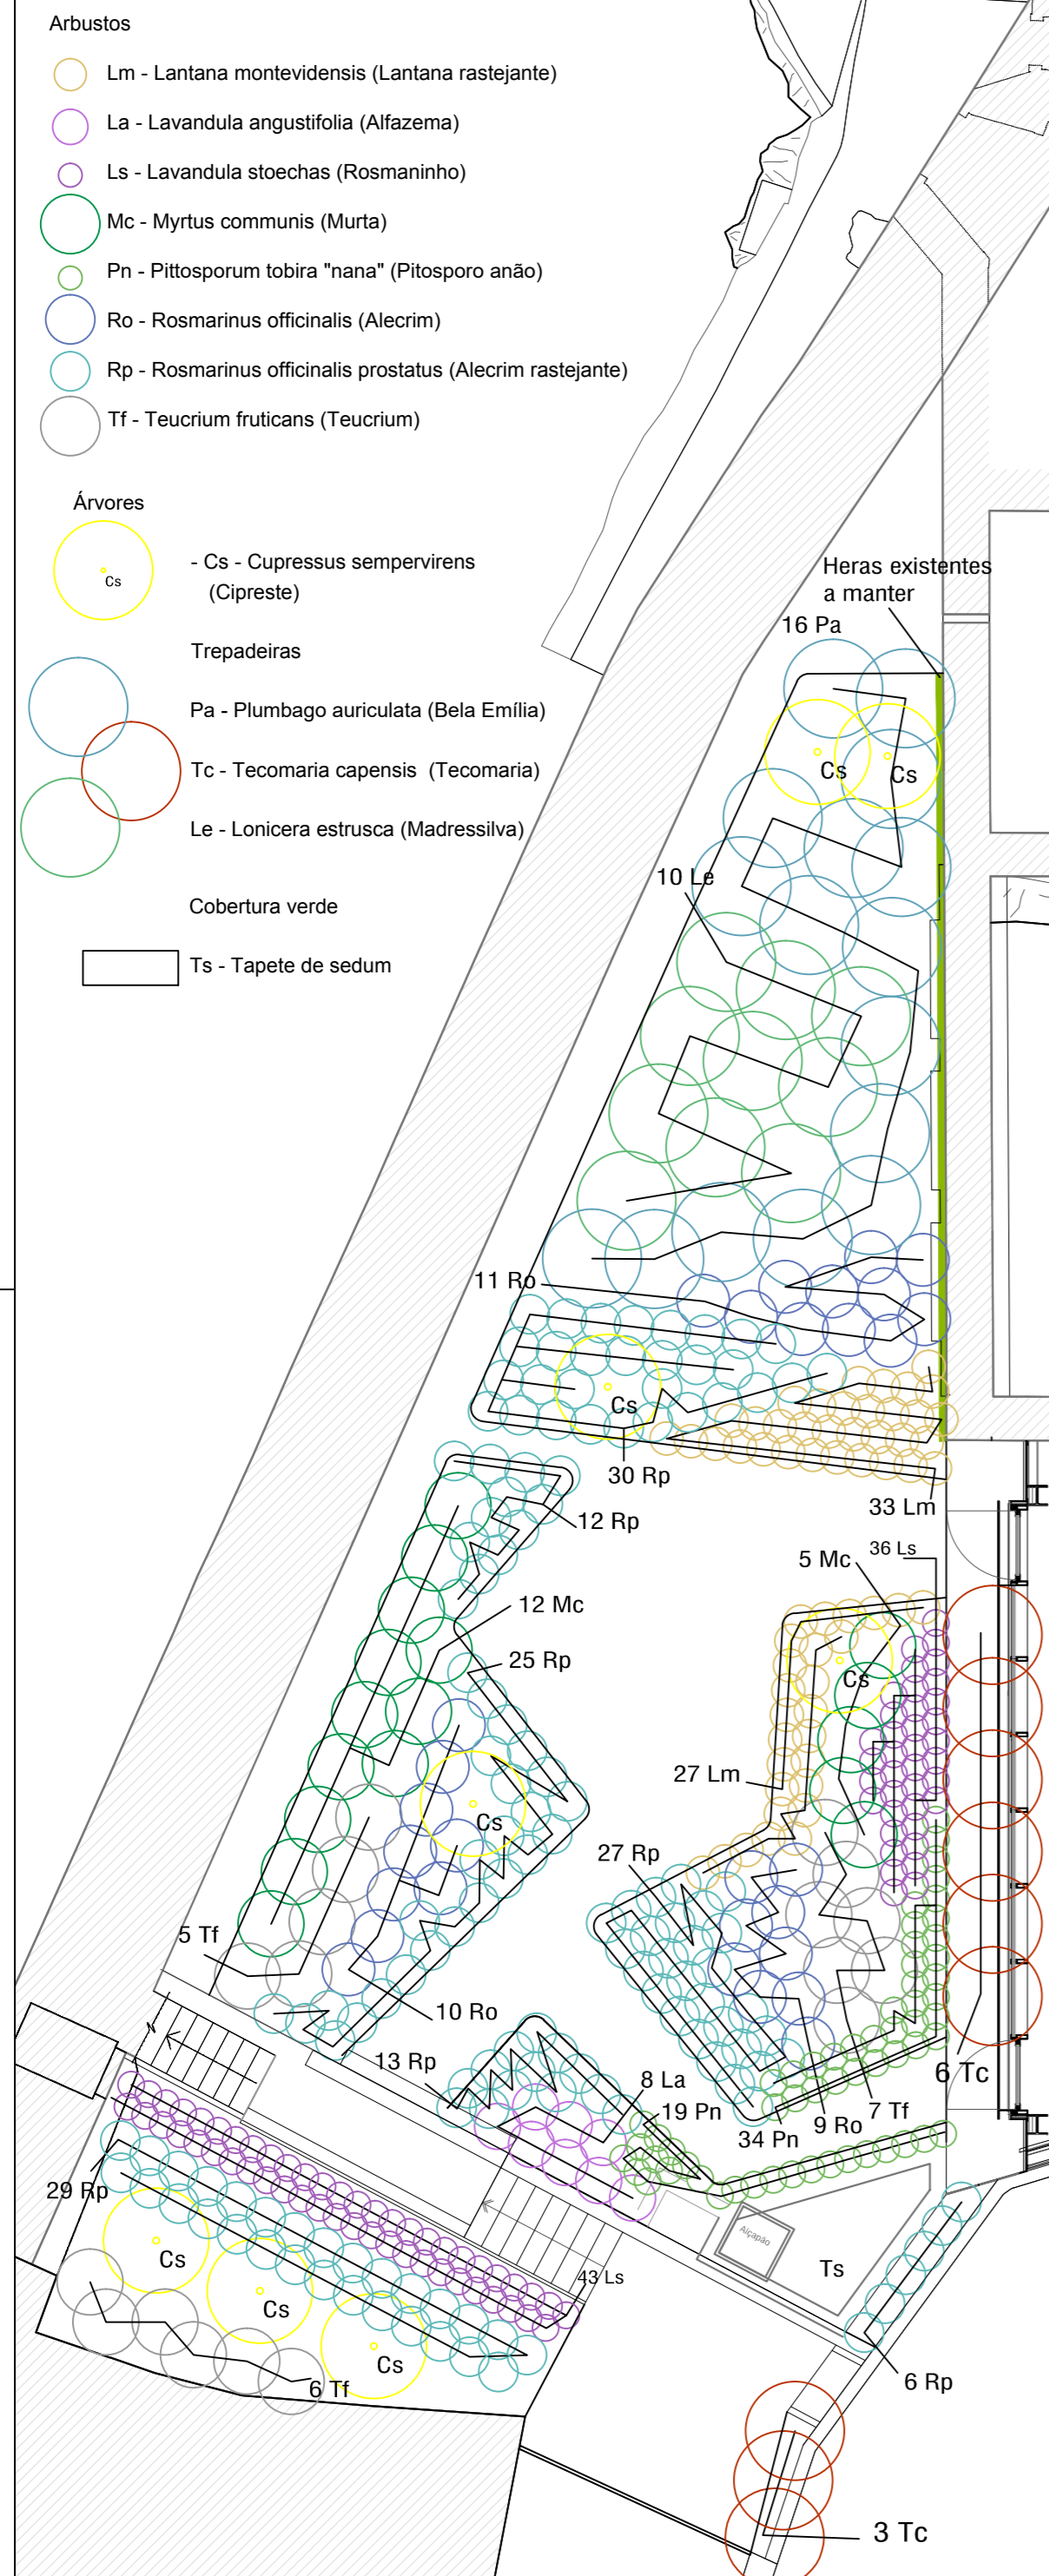 Arbustos
Lm - Lantana montevidensis (Lantana rastejante)
La - Lavandula angustifolia (Alfazema)
Ls - Lavandula stoechas (Rosmaninho)
Mc - Myrtus communis (Murta)
Pn - Pittosporum tobira "nana" (Pitosporo anão)
Ro - Rosmarinus officinalis (Alecrim)
Rp - Rosmarinus officinalis prostatus (Alecrim rastejante)
Tf - Teucrium fruticans (Teucrium)
Árvores
Cs
- Cs - Cupressus sempervirens
(Cipreste)
Trepadeiras
Pa - Plumbago auriculata (Bela Emília)
Tc - Tecomaria capensis (Tecomaria)
Le - Lonicera estrusca (Madressilva)
Cobertura verde
Ts - Tapete de sedum
Heras existentes
a manter
16 Pa
Cs
Cs
10 Le
11 Ro
Cs
30 Rp
33 Lm
12 Rp
36 Ls
5 Mc
12 Mc
25 Rp
Cs
27 Lm
Cs
27 Rp
5 Tf
10 Ro
13 Rp
8 La
6 Tc
19 Pn
7 Tf
9 Ro
34 Pn
29 Rp
Alçapão
Cs
Ts
43 Ls
Cs
Cs
6 Rp
6 Tf
3 Tc